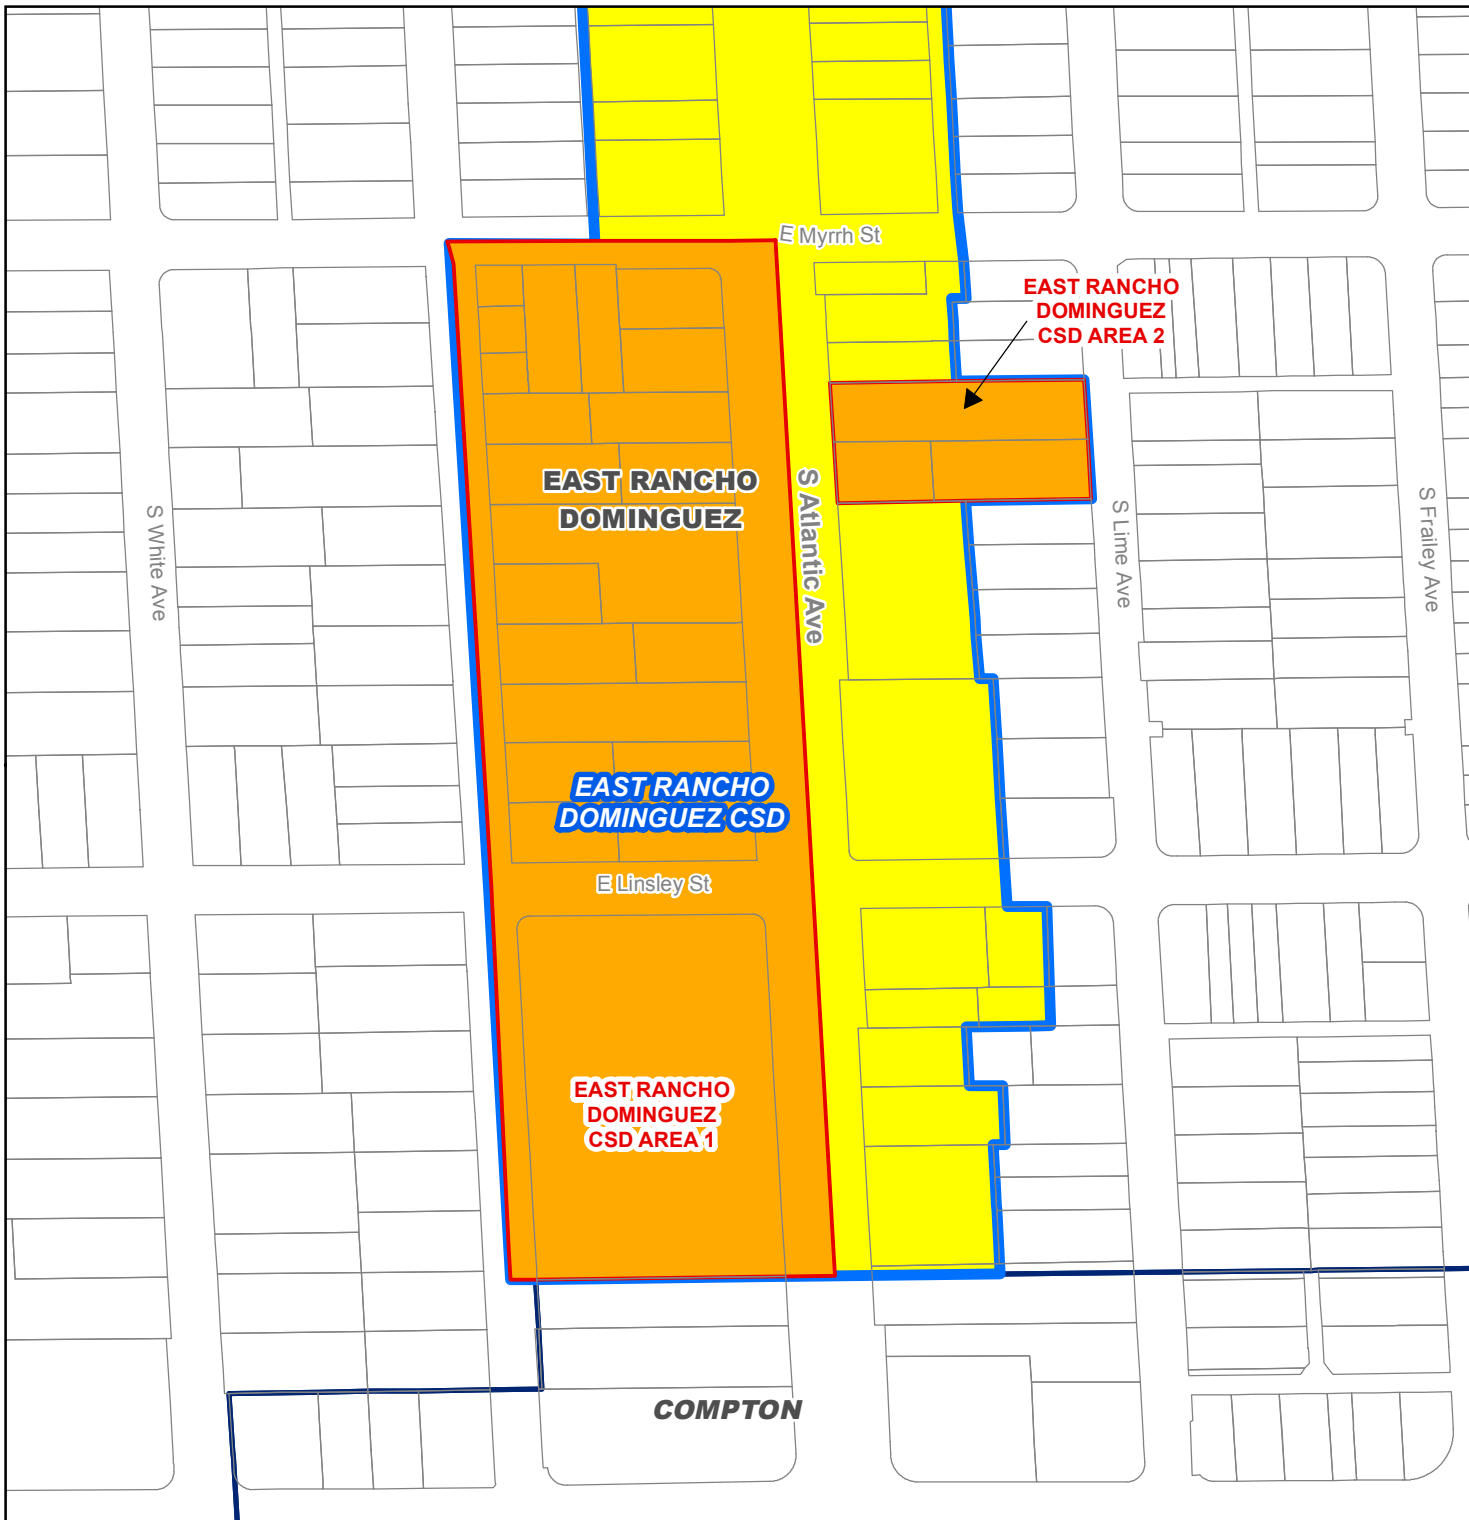 E Myrrh St
EAST RANCHO
DOMINGUEZ
CSD AREA 2
EAST RANCHO
DOMINGUEZ
S Atlantic Ave
S White Ave
S Lime Ave
S Frailey Ave
EAST RANCHO
DOMINGUEZ CSD
E Linsley St
EAST RANCHO
DOMINGUEZ
CSD AREA 1
COMPTON